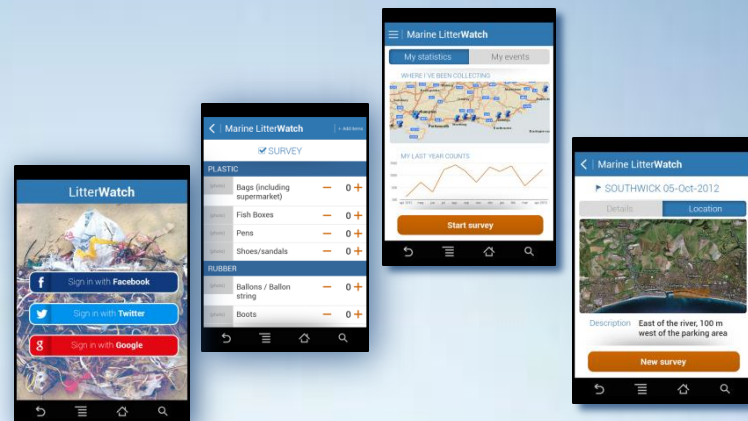 LitterWatch
Sign in with Facebook
Sign in with Twitter
Sign in with Google
Marine LitterWatch
+ Add items
SURVEY
PLASTIC
Bags (including
supermarket)
0
Fish Boxes
0
Pens
0
Shoes/sandals
0
RUBBER
Ballons / Ballon
string
0
Boots
0
Marine LitterWatch
My statistics
My events
WHERE I'VE BEEN COLLECTING
MY LAST YEAR COUNTS
Start survey
Marine LitterWatch
SOUTHWICK 05-Oct-2012
Details
Location
Description
East of the river, 100 m
west of the parking area
New survey